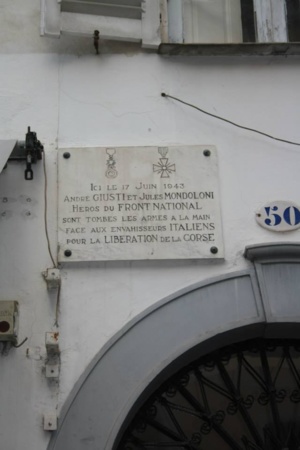 ICI LE 17 JUIN 1943
ANDRE GIUSTI ET JULES MONDOLONI
HEROS DU FRONT NATIONAL
SONT TOMBES LES ARMES A LA MAIN
FACE AUX ENVAHISSEURS ITALIENS
POUR LA LIBERATION DE LA CORSE
50